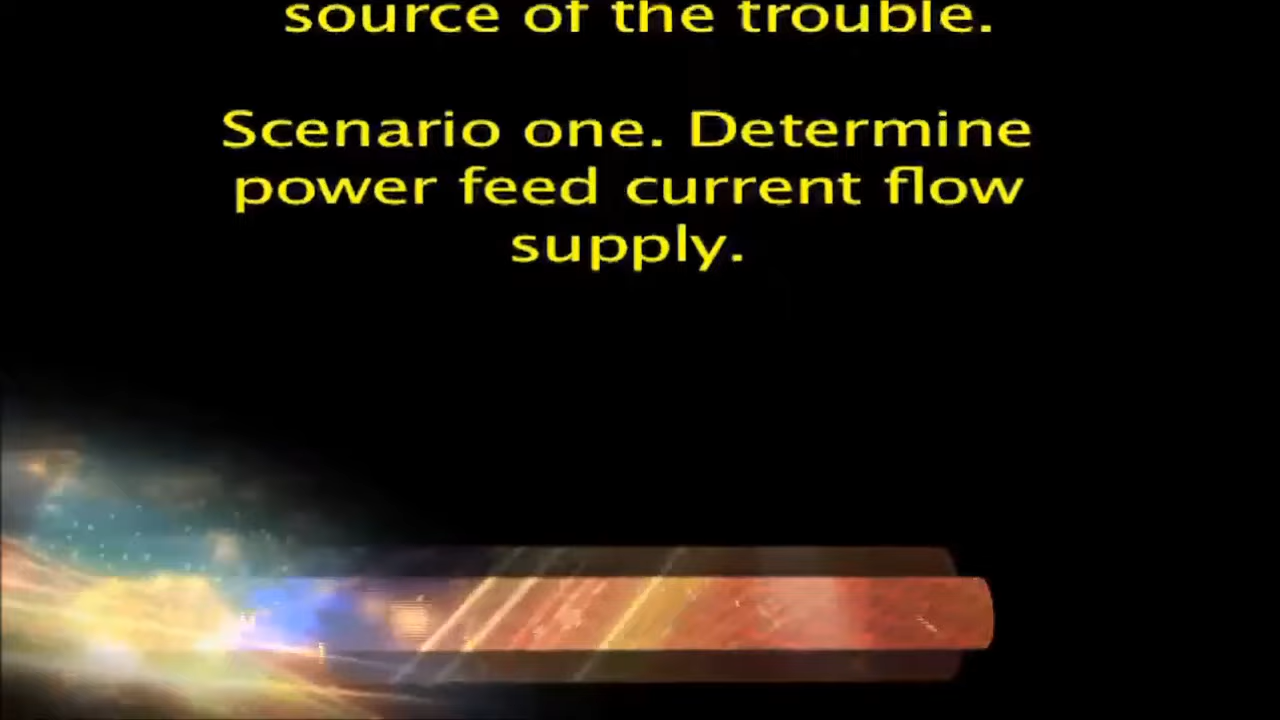 source of the trouble.
Scenario one. Determine
power feed current flow
supply.